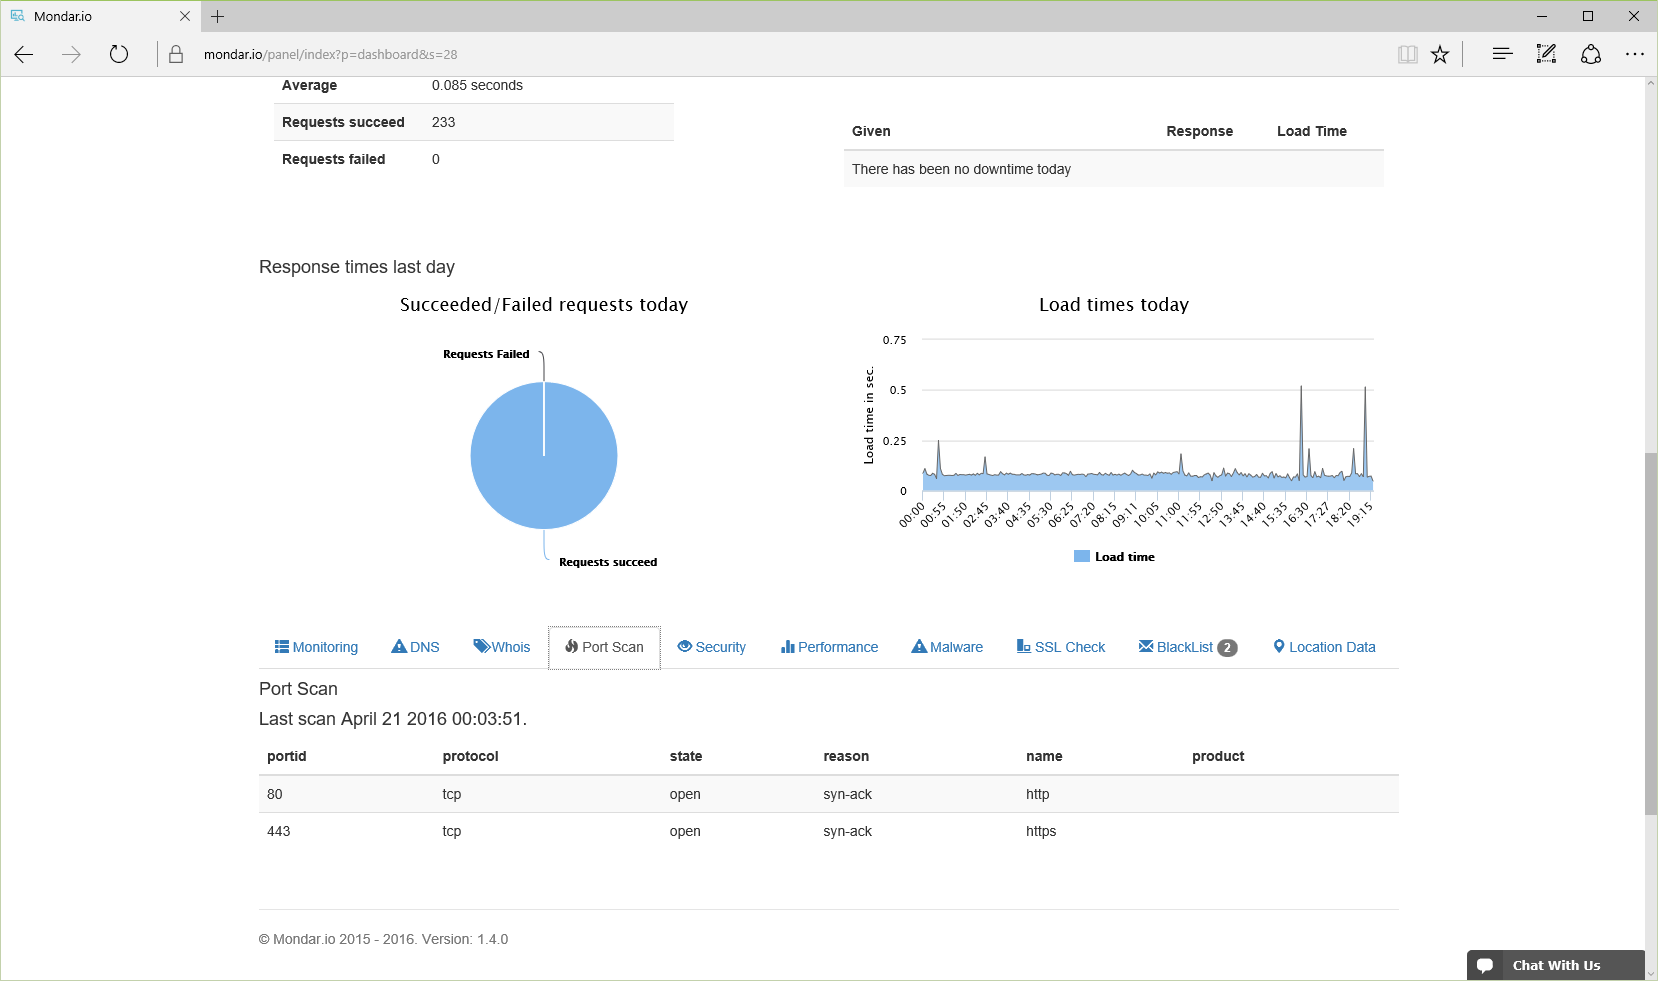 Mondar.io
mondar.io/panel/index?p=dashboard&s=28
Average 0.085 seconds
Requests succeed 233
Requests failed 0
Given Response Load Time
There has been no downtime today
Response times last day
Succeeded/Failed requests today
Requests Failed
Requests succeed
Load times today
Load time in sec.
0.75
0.5
0.25
0
00:00 00:55 01:50 02:45 03:40 04:35 05:30 06:25 07:20 08:15 09:11 10:05 11:00 11:55 12:50 13:45 14:40 15:35 16:30 17:27 18:20 19:15
Load time
Monitoring DNS Whois Port Scan Security Performance Malware SSL Check BlackList 2 Location Data
Port Scan
Last scan April 21 2016 00:03:51.
portid protocol state reason name product
80 tcp open syn-ack http
443 tcp open syn-ack https
© Mondar.io 2015 - 2016. Version: 1.4.0
Chat With Us